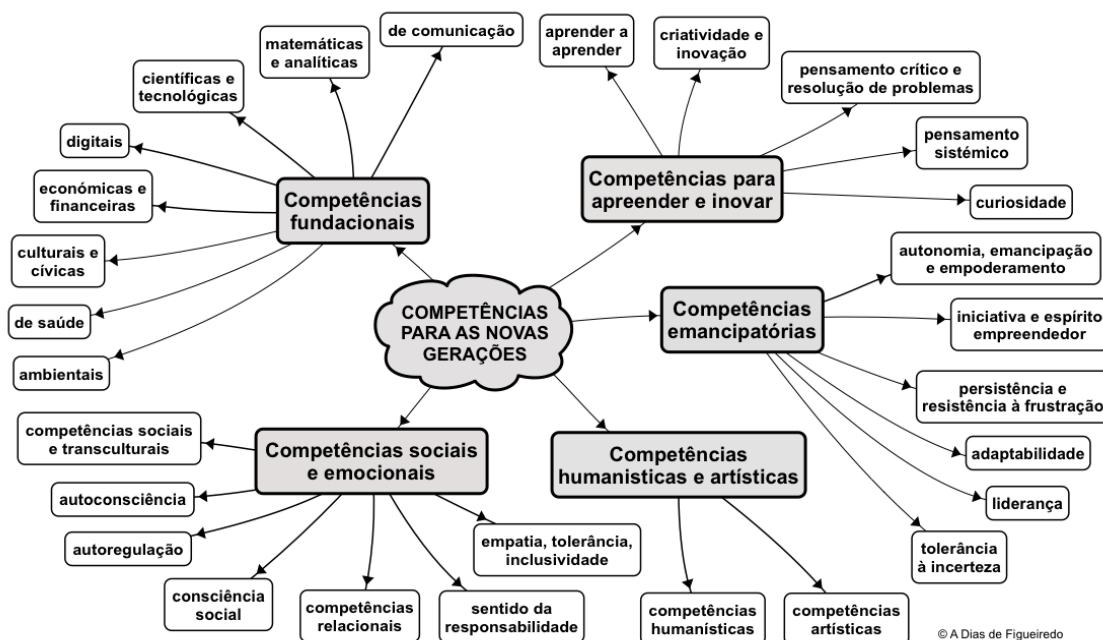 COMPETÊNCIAS
PARA AS NOVAS
GERAÇÕES
Competências
fundacionais
de comunicação
matemáticas
e analíticas
científicas e
tecnológicas
digitais
económicas e
financeiras
culturais e
cívicas
de saúde
ambientais
Competências para
apreender e inovar
aprender a
aprender
criatividade e
inovação
pensamento crítico e
resolução de problemas
pensamento
sistémico
curiosidade
Competências
emancipatórias
autonomia, emancipação
e empoderamento
iniciativa e espírito
empreendedor
persistência e
resistência à frustração
adaptabilidade
liderança
tolerância
à incerteza
Competências
humanisticas e artísticas
competências
humanísticas
competências
artísticas
Competências sociais
e emocionais
competências sociais
e transculturais
autoconsciência
autoregulação
consciência
social
competências
relacionais
sentido da
responsabilidade
empatia, tolerância,
inclusividade
© A Dias de Figueiredo